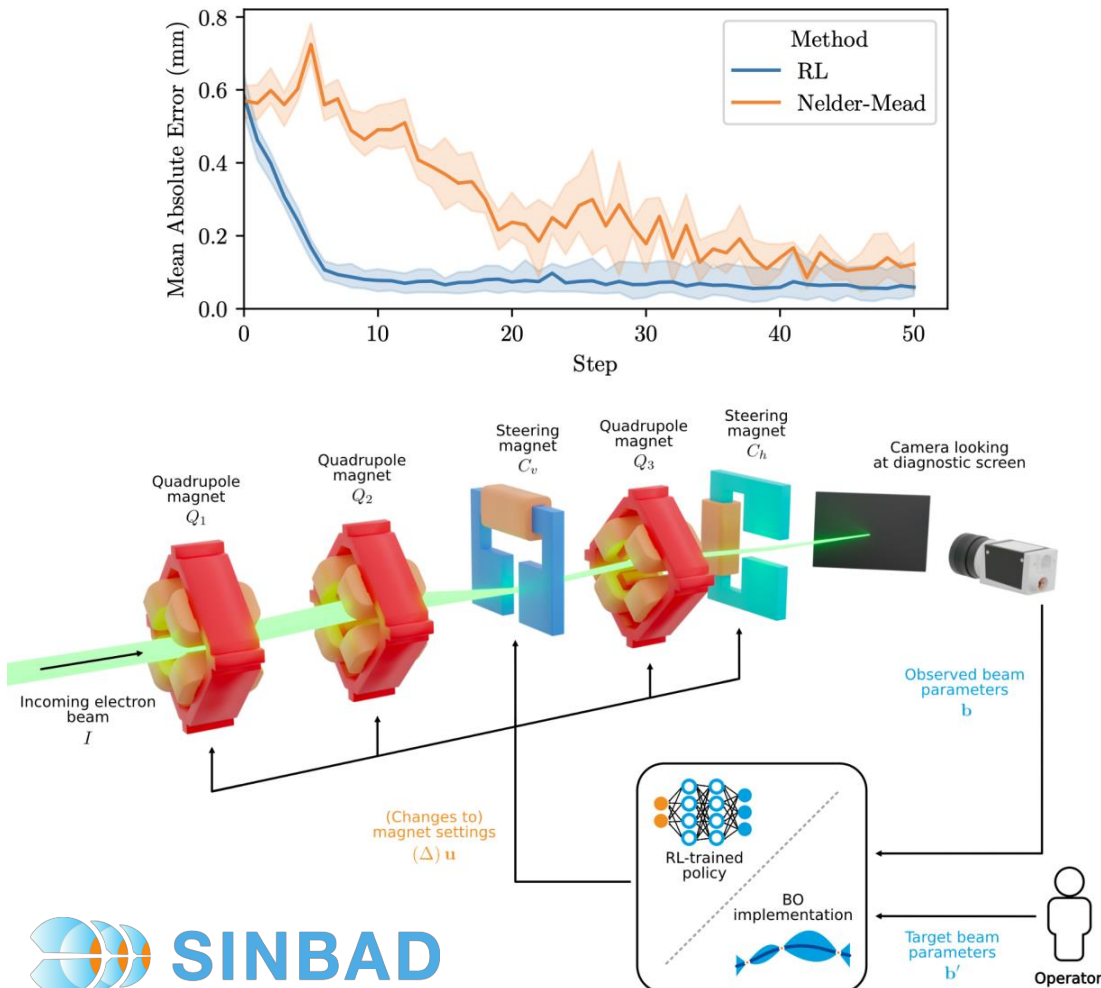 0.8
0.6
0.4
0.2
0.0
Mean Absolute Error (mm)
Method
RL
Nelder-Mead
0 10 20 30 40 50
Step
Quadrupole
magnet
Q₁
Quadrupole
magnet
Q₂
Steering
magnet
Cᵥ
Quadrupole
magnet
Q₃
Steering
magnet
Cₕ
Camera looking
at diagnostic screen
Incoming electron
beam
I
Observed beam
parameters
b
(Changes to)
magnet settings
(Δ) u
RL-trained
policy
BO
implementation
Target beam
parameters
b′
Operator
SINBAD